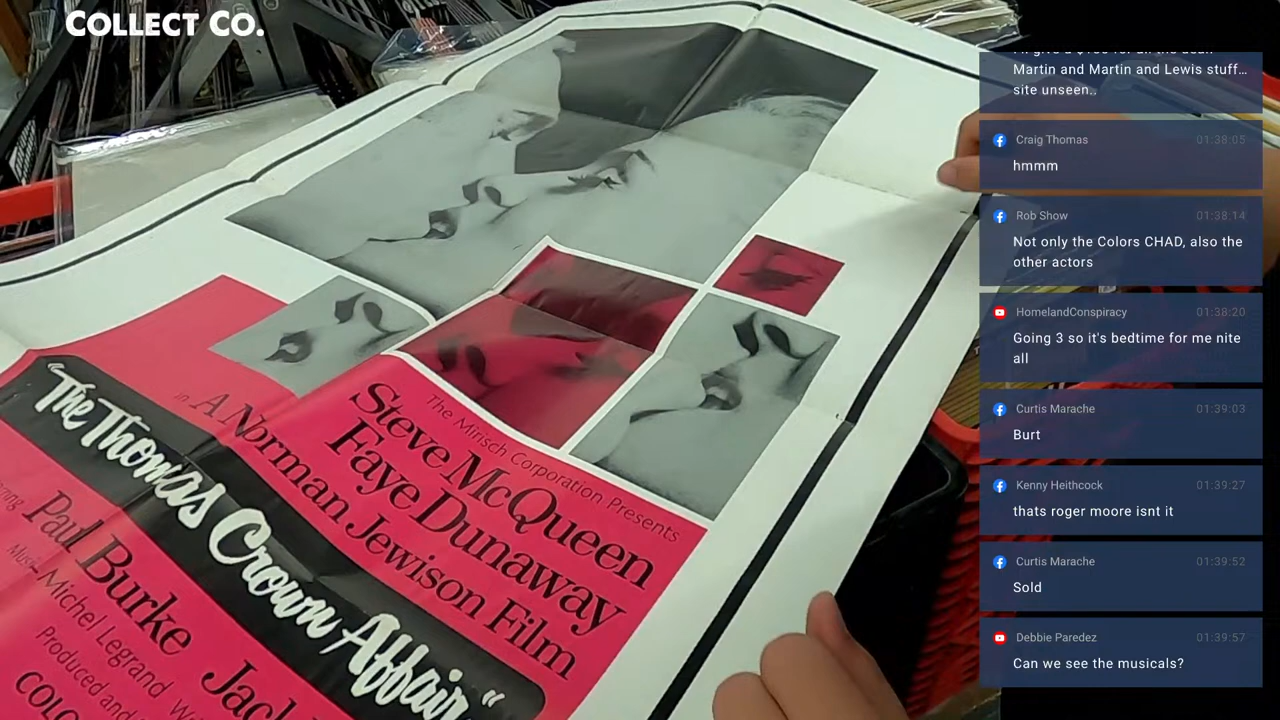 COLLECT CO.
Martin and Martin and Lewis stuff...
site unseen..
Craig Thomas 01:38:05
hmmm
Rob Show 01:38:14
Not only the Colors CHAD, also the
other actors
HomelandConspiracy 01:38:20
Going 3 so it's bedtime for me nite
all
Curtis Marache 01:39:03
Burt
Kenny Heithcock 01:39:27
thats roger moore isnt it
Curtis Marache 01:39:52
Sold
Debbie Paredez 01:39:57
Can we see the musicals?
The Mirisch Corporation Presents
Steve McQueen
Faye Dunaway
in A Norman Jewison Film
"The Thomas Crown Affair"
Paul Burke Jack
Michel Legrand
Produced and